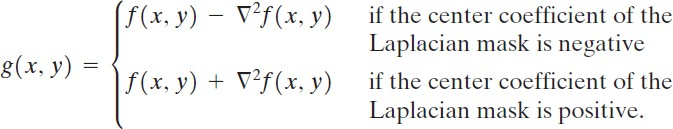 f(x, y) − ∇²f(x, y) if the center coefficient of the
Laplacian mask is negative
g(x, y) =
f(x, y) + ∇²f(x, y) if the center coefficient of the
Laplacian mask is positive.